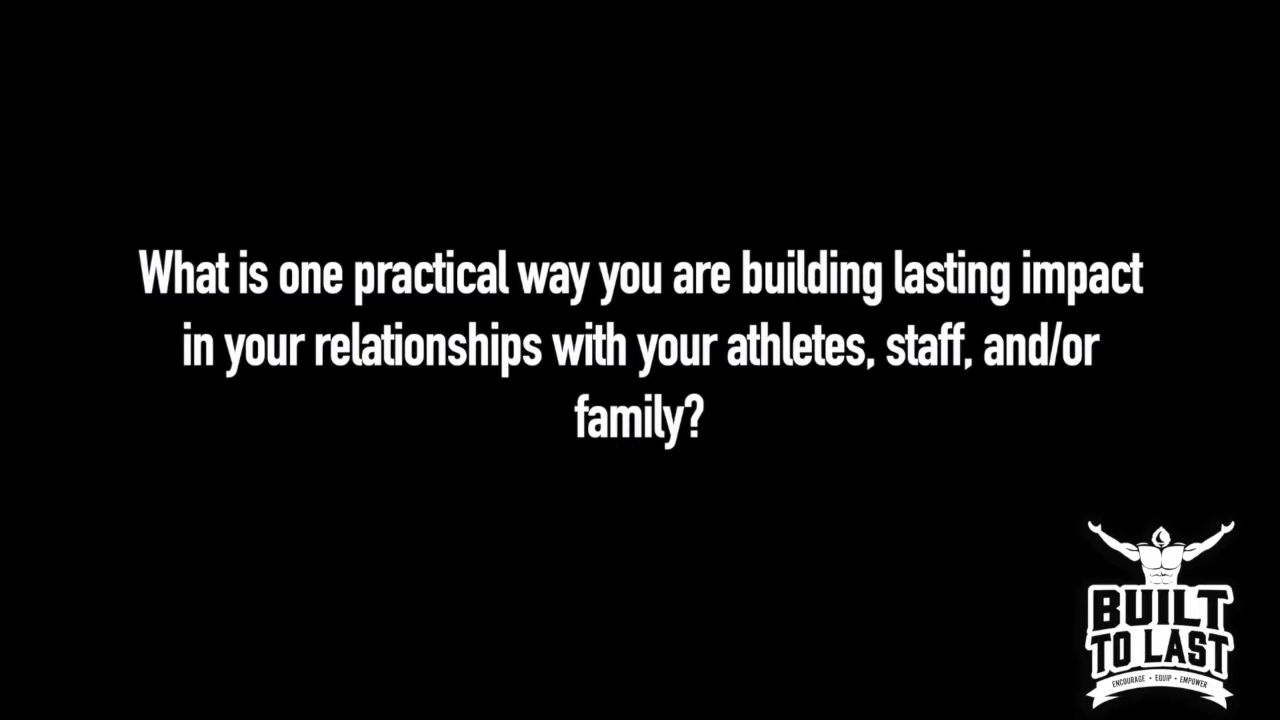 What is one practical way you are building lasting impact
in your relationships with your athletes, staff, and/or
family?
BUILT
TO LAST
ENCOURAGE • EQUIP • EMPOWER